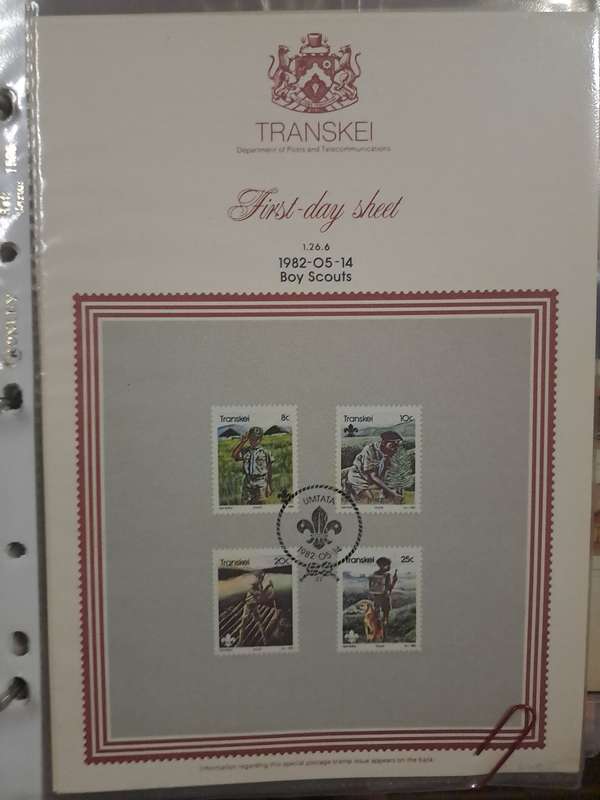 TRANSKEI
Department of Posts and Telecommunications
First-day sheet
1.26.6
1982-05-14
Boy Scouts
Transkei 8c
Transkei 10c
UMTATA
1982-05-14
Transkei 20c
Transkei 25c
Information regarding this special postage stamp issue appears on the back